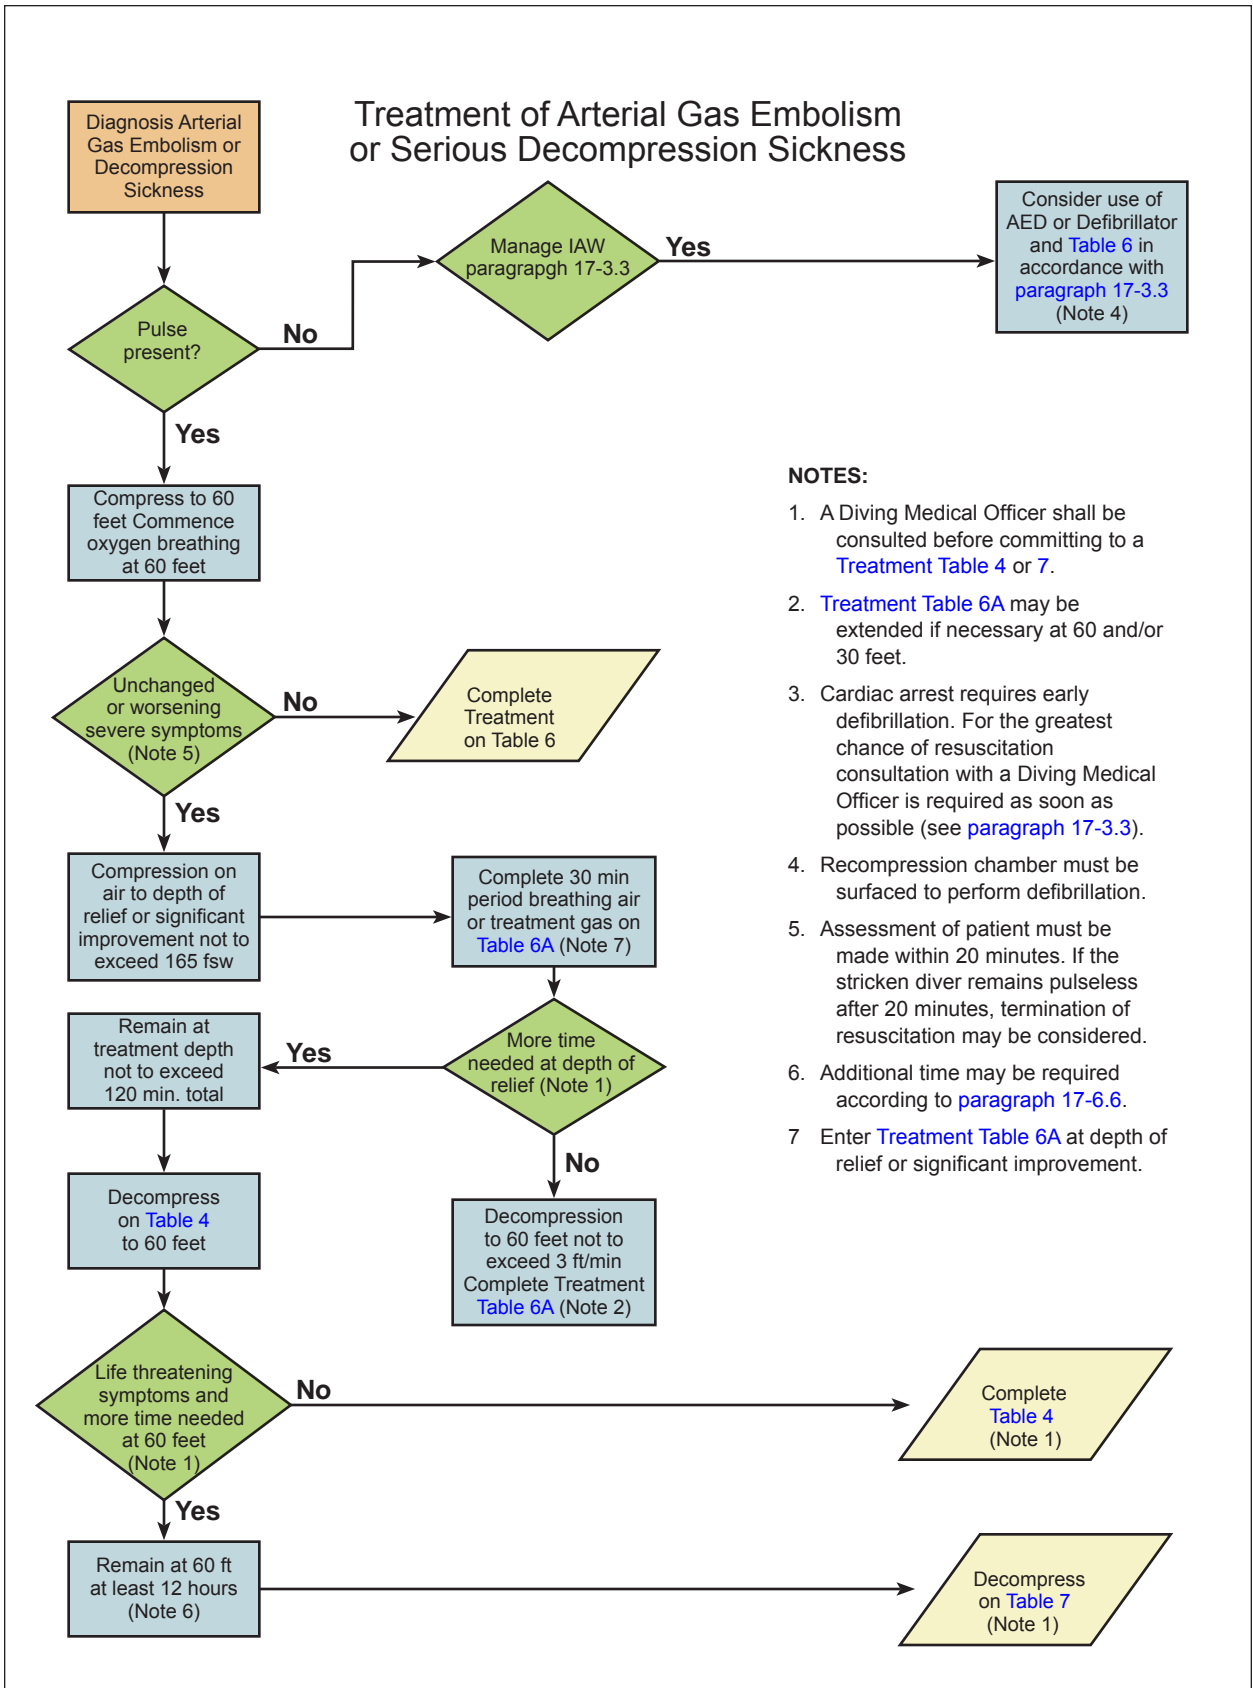 Treatment of Arterial Gas Embolism
or Serious Decompression Sickness
Diagnosis Arterial
Gas Embolism or
Decompression
Sickness
Pulse
present?
No
Manage IAW
paragrapgh 17-3.3
Yes
Consider use of
AED or Defibrillator
and Table 6 in
accordance with
paragraph 17-3.3
(Note 4)
Yes
Compress to 60
feet Commence
oxygen breathing
at 60 feet
Unchanged
or worsening
severe symptoms
(Note 5)
No
Complete
Treatment
on Table 6
Yes
Compression on
air to depth of
relief or significant
improvement not to
exceed 165 fsw
Complete 30 min
period breathing air
or treatment gas on
Table 6A (Note 7)
More time
needed at depth of
relief (Note 1)
Yes
Remain at
treatment depth
not to exceed
120 min. total
No
Decompression
to 60 feet not to
exceed 3 ft/min
Complete Treatment
Table 6A (Note 2)
Decompress
on Table 4
to 60 feet
Life threatening
symptoms and
more time needed
at 60 feet
(Note 1)
No
Complete
Table 4
(Note 1)
Yes
Remain at 60 ft
at least 12 hours
(Note 6)
Decompress
on Table 7
(Note 1)
NOTES:
1. A Diving Medical Officer shall be
consulted before committing to a
Treatment Table 4 or 7.
2. Treatment Table 6A may be
extended if necessary at 60 and/or
30 feet.
3. Cardiac arrest requires early
defibrillation. For the greatest
chance of resuscitation
consultation with a Diving Medical
Officer is required as soon as
possible (see paragraph 17-3.3).
4. Recompression chamber must be
surfaced to perform defibrillation.
5. Assessment of patient must be
made within 20 minutes. If the
stricken diver remains pulseless
after 20 minutes, termination of
resuscitation may be considered.
6. Additional time may be required
according to paragraph 17-6.6.
7 Enter Treatment Table 6A at depth of
relief or significant improvement.